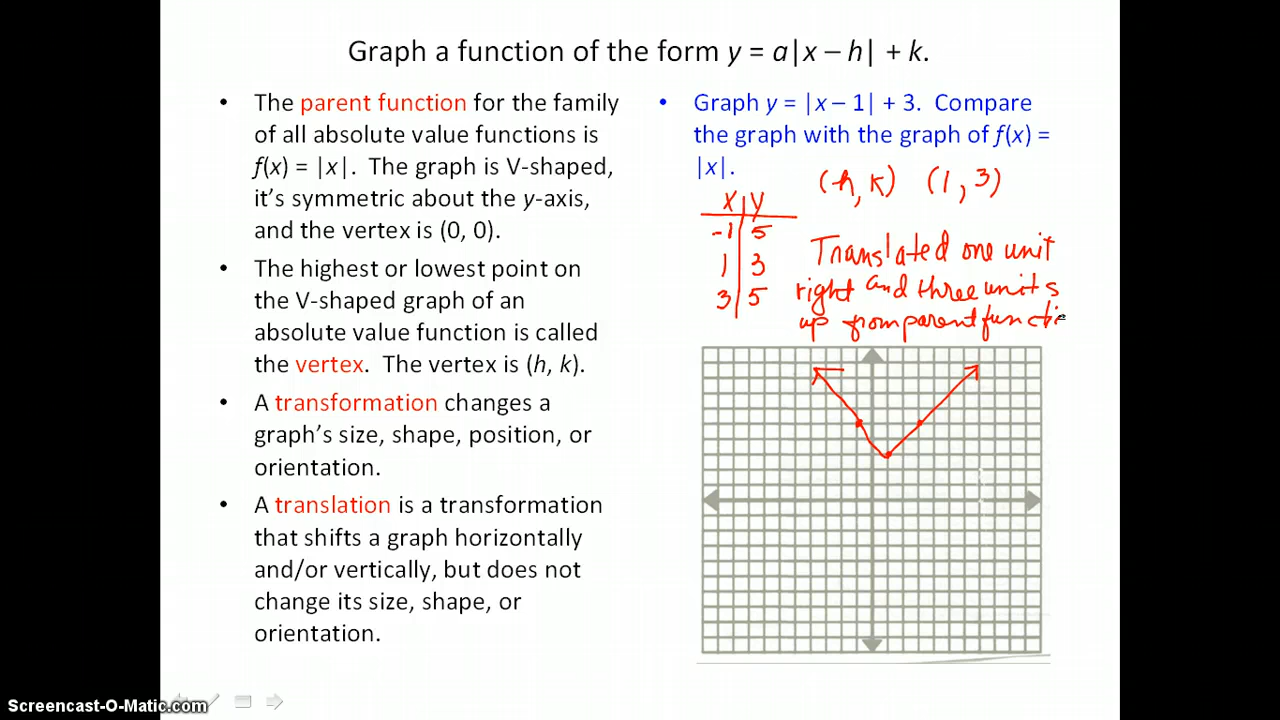 Graph a function of the form y = a|x – h| + k.
• The parent function for the family
of all absolute value functions is
f(x) = |x|. The graph is V-shaped,
it's symmetric about the y-axis,
and the vertex is (0, 0).
• The highest or lowest point on
the V-shaped graph of an
absolute value function is called
the vertex. The vertex is (h, k).
• A transformation changes a
graph's size, shape, position, or
orientation.
• A translation is a transformation
that shifts a graph horizontally
and/or vertically, but does not
change its size, shape, or
orientation.
• Graph y = |x – 1| + 3. Compare
the graph with the graph of f(x) =
|x|.
(h, k) (1, 3)
x | y
-1 | 5
1 | 3
3 | 5
Translated one unit
right and three units
up from parent functi
Screencast-O-Matic.com